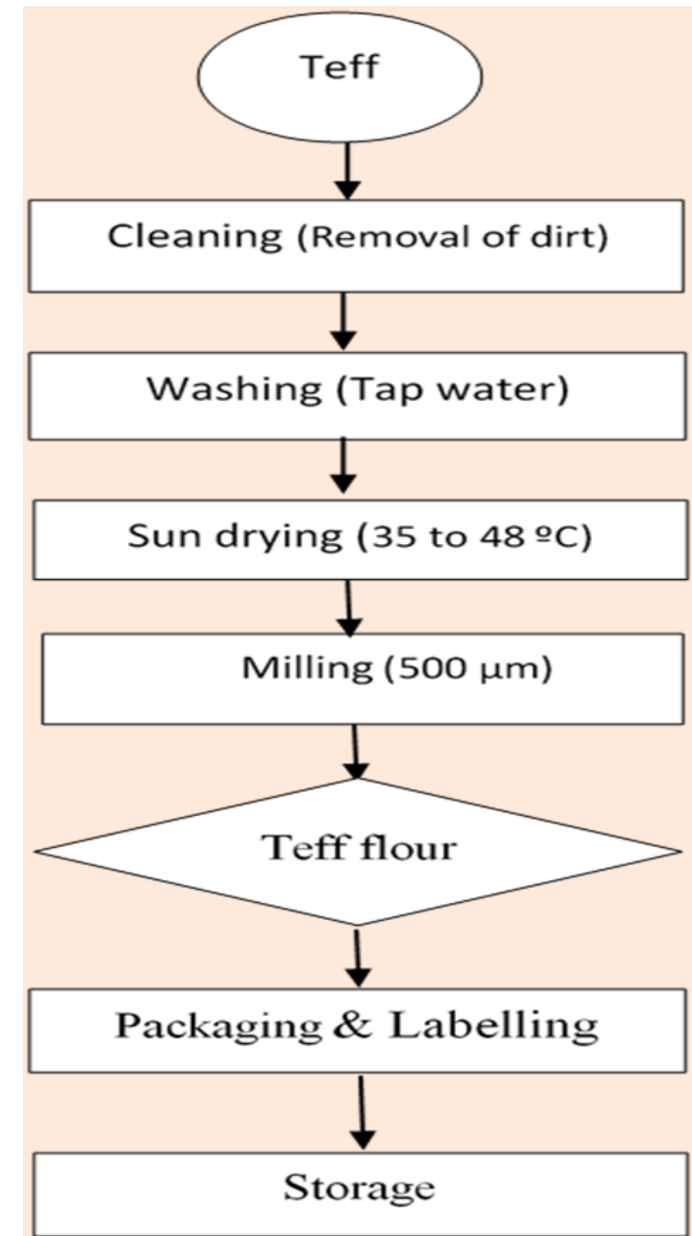 Teff
Cleaning (Removal of dirt)
Washing (Tap water)
Sun drying (35 to 48 ºC)
Milling (500 µm)
Teff flour
Packaging & Labelling
Storage